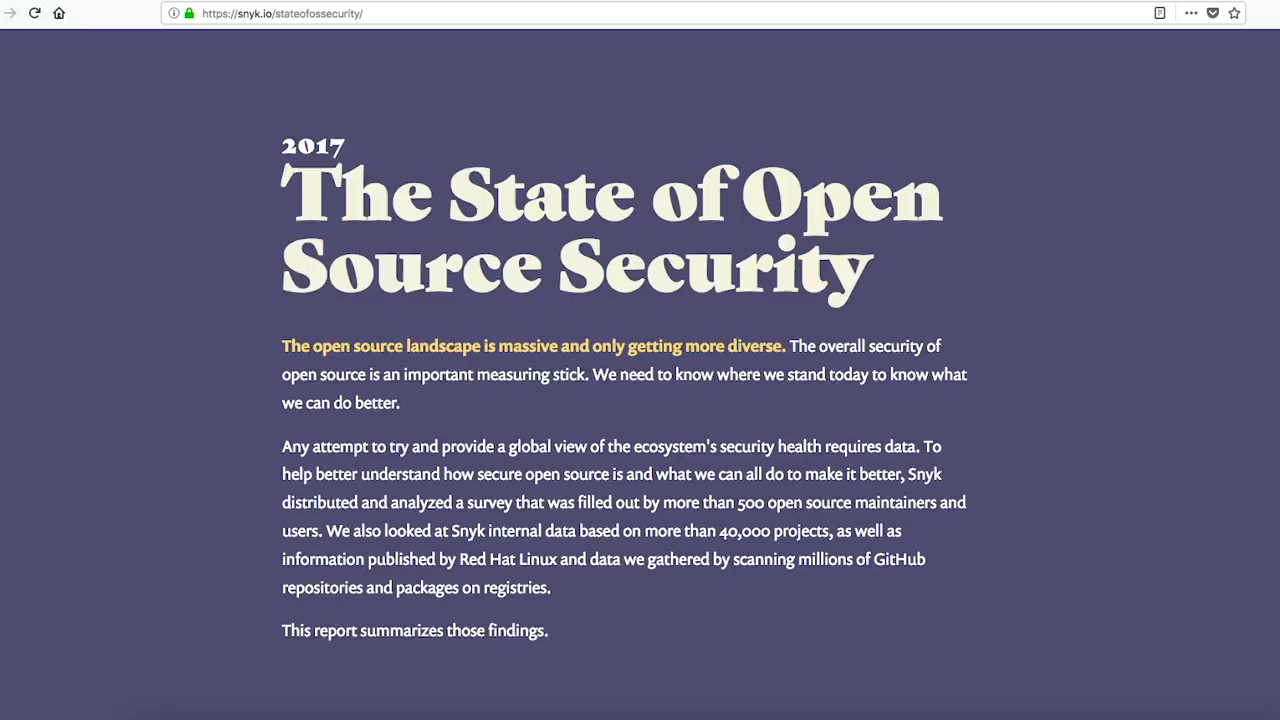 https://snyk.io/stateofossecurity/
2017
The State of Open
Source Security
The open source landscape is massive and only getting more diverse. The overall security of
open source is an important measuring stick. We need to know where we stand today to know what
we can do better.
Any attempt to try and provide a global view of the ecosystem's security health requires data. To
help better understand how secure open source is and what we can all do to make it better, Snyk
distributed and analyzed a survey that was filled out by more than 500 open source maintainers and
users. We also looked at Snyk internal data based on more than 40,000 projects, as well as
information published by Red Hat Linux and data we gathered by scanning millions of GitHub
repositories and packages on registries.
This report summarizes those findings.